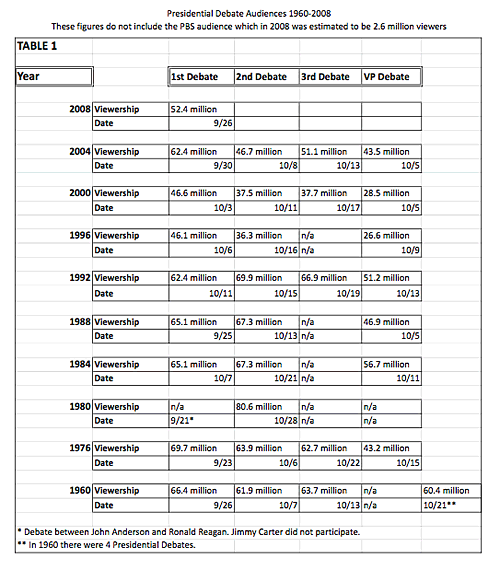 Presidential Debate Audiences 1960-2008
These figures do not include the PBS audience which in 2008 was estimated to be 2.6 million viewers
TABLE 1
Year 1st Debate 2nd Debate 3rd Debate VP Debate
2008 Viewership 52.4 million
Date 9/26
2004 Viewership 62.4 million 46.7 million 51.1 million 43.5 million
Date 9/30 10/8 10/13 10/5
2000 Viewership 46.6 million 37.5 million 37.7 million 28.5 million
Date 10/3 10/11 10/17 10/5
1996 Viewership 46.1 million 36.3 million n/a 26.6 million
Date 10/6 10/16 n/a 10/9
1992 Viewership 62.4 million 69.9 million 66.9 million 51.2 million
Date 10/11 10/15 10/19 10/13
1988 Viewership 65.1 million 67.3 million n/a 46.9 million
Date 9/25 10/13 n/a 10/5
1984 Viewership 65.1 million 67.3 million n/a 56.7 million
Date 10/7 10/21 n/a 10/11
1980 Viewership n/a 80.6 million n/a n/a
Date 9/21* 10/28 n/a n/a
1976 Viewership 69.7 million 63.9 million 62.7 million 43.2 million
Date 9/23 10/6 10/22 10/15
1960 Viewership 66.4 million 61.9 million 63.7 million n/a 60.4 million
Date 9/26 10/7 10/13 n/a 10/21**
* Debate between John Anderson and Ronald Reagan. Jimmy Carter did not participate.
** In 1960 there were 4 Presidential Debates.